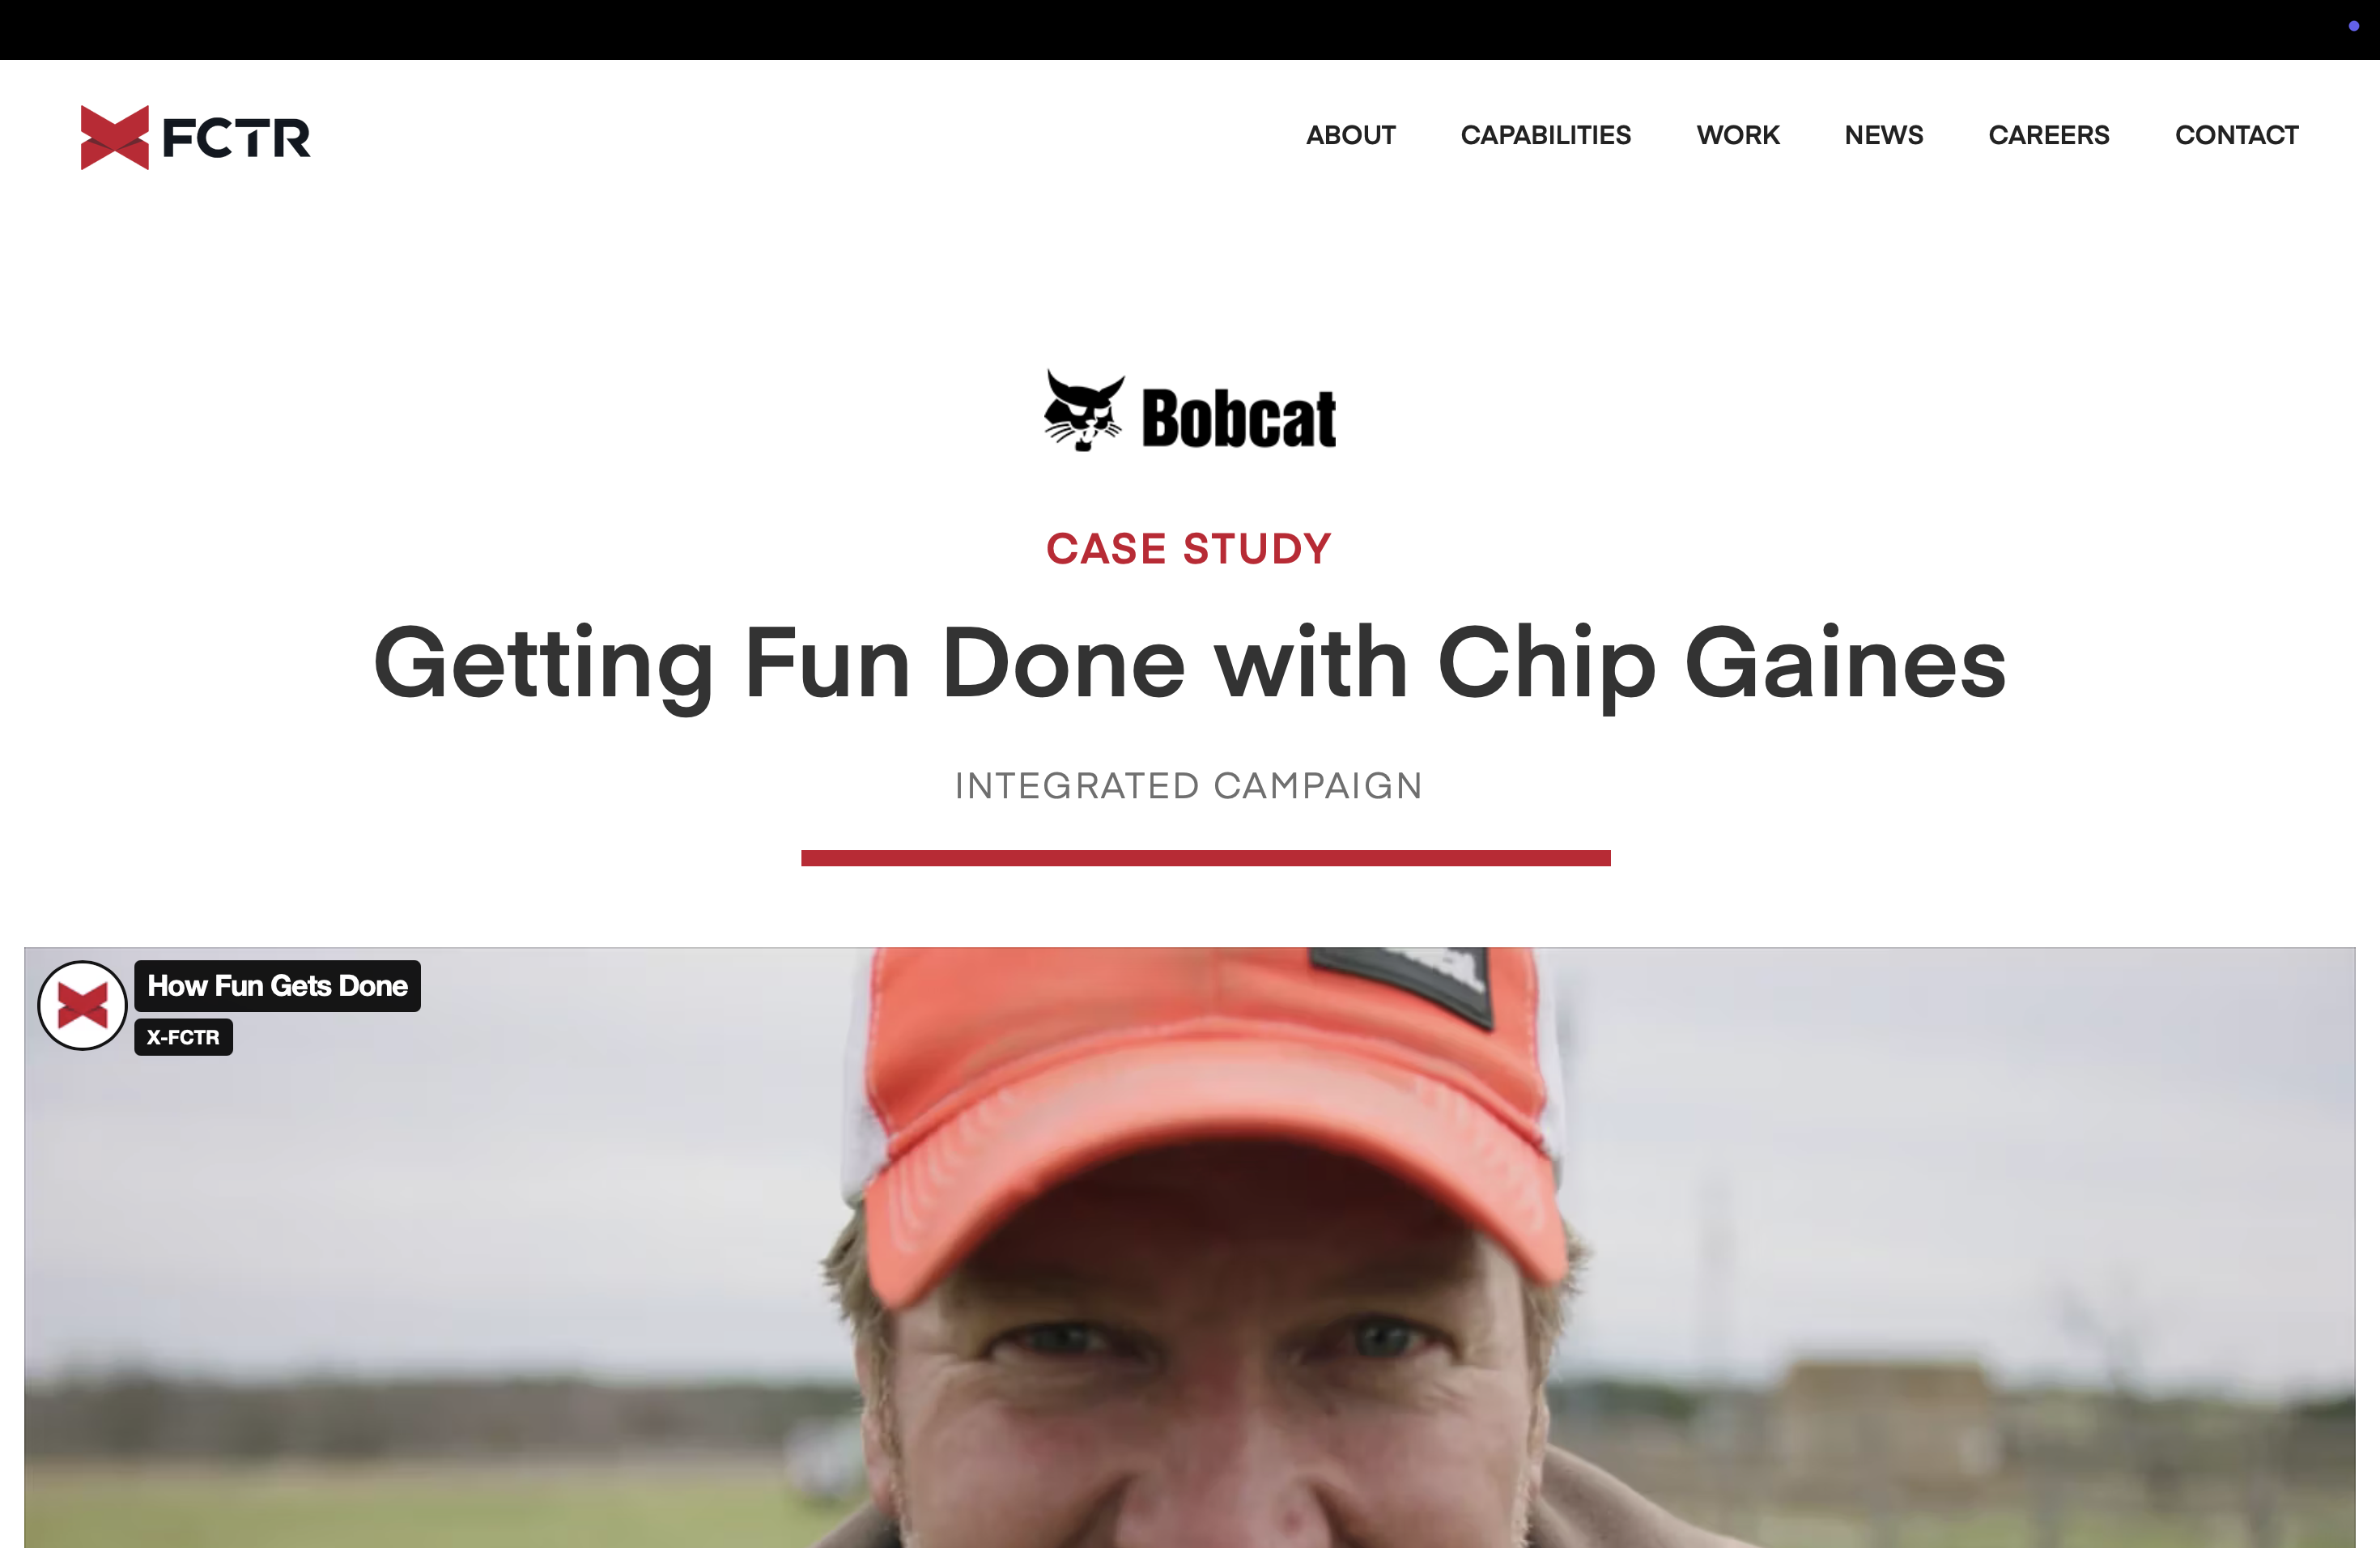 FCTR
ABOUT CAPABILITIES WORK NEWS CAREERS CONTACT
Bobcat
CASE STUDY
Getting Fun Done with Chip Gaines
INTEGRATED CAMPAIGN
How Fun Gets Done
X-FCTR